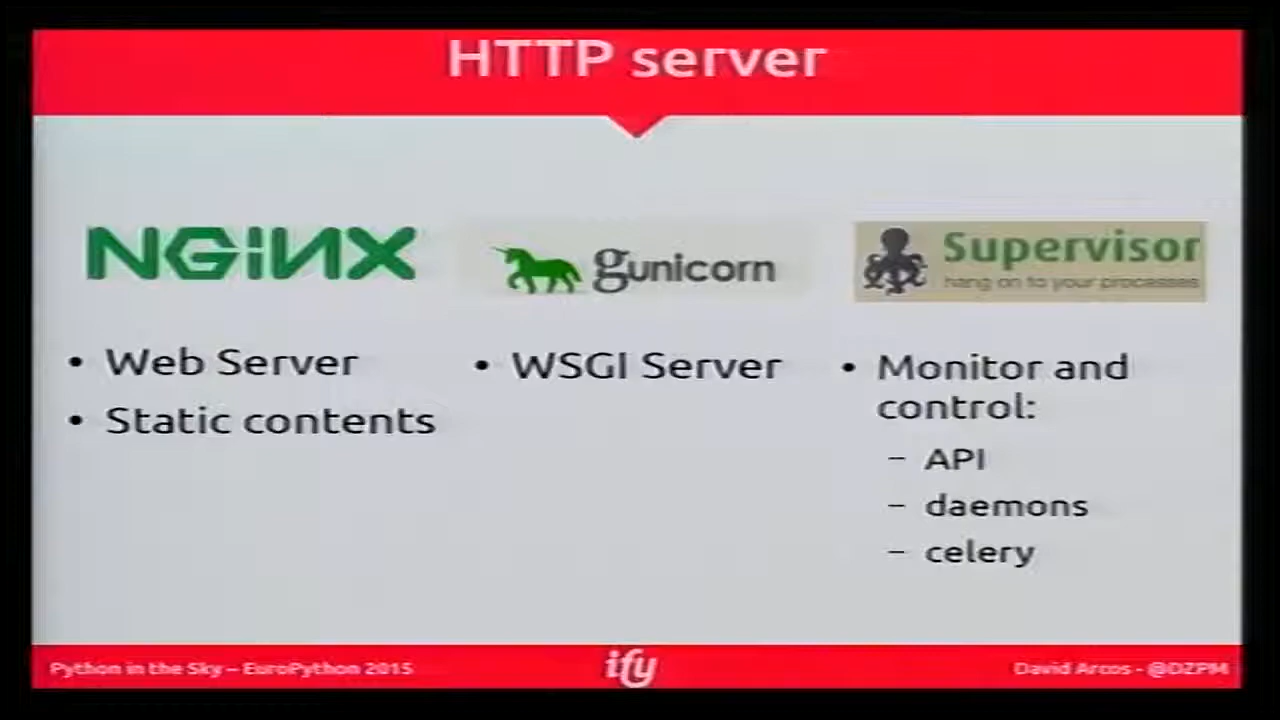 HTTP server
NGiNX
gunicorn
Supervisor
hang on to your processes
• Web Server
• Static contents
• WSGI Server
• Monitor and
control:
– API
– daemons
– celery
Python in the Sky – EuroPython 2015
ify
David Arcos - @DZPM